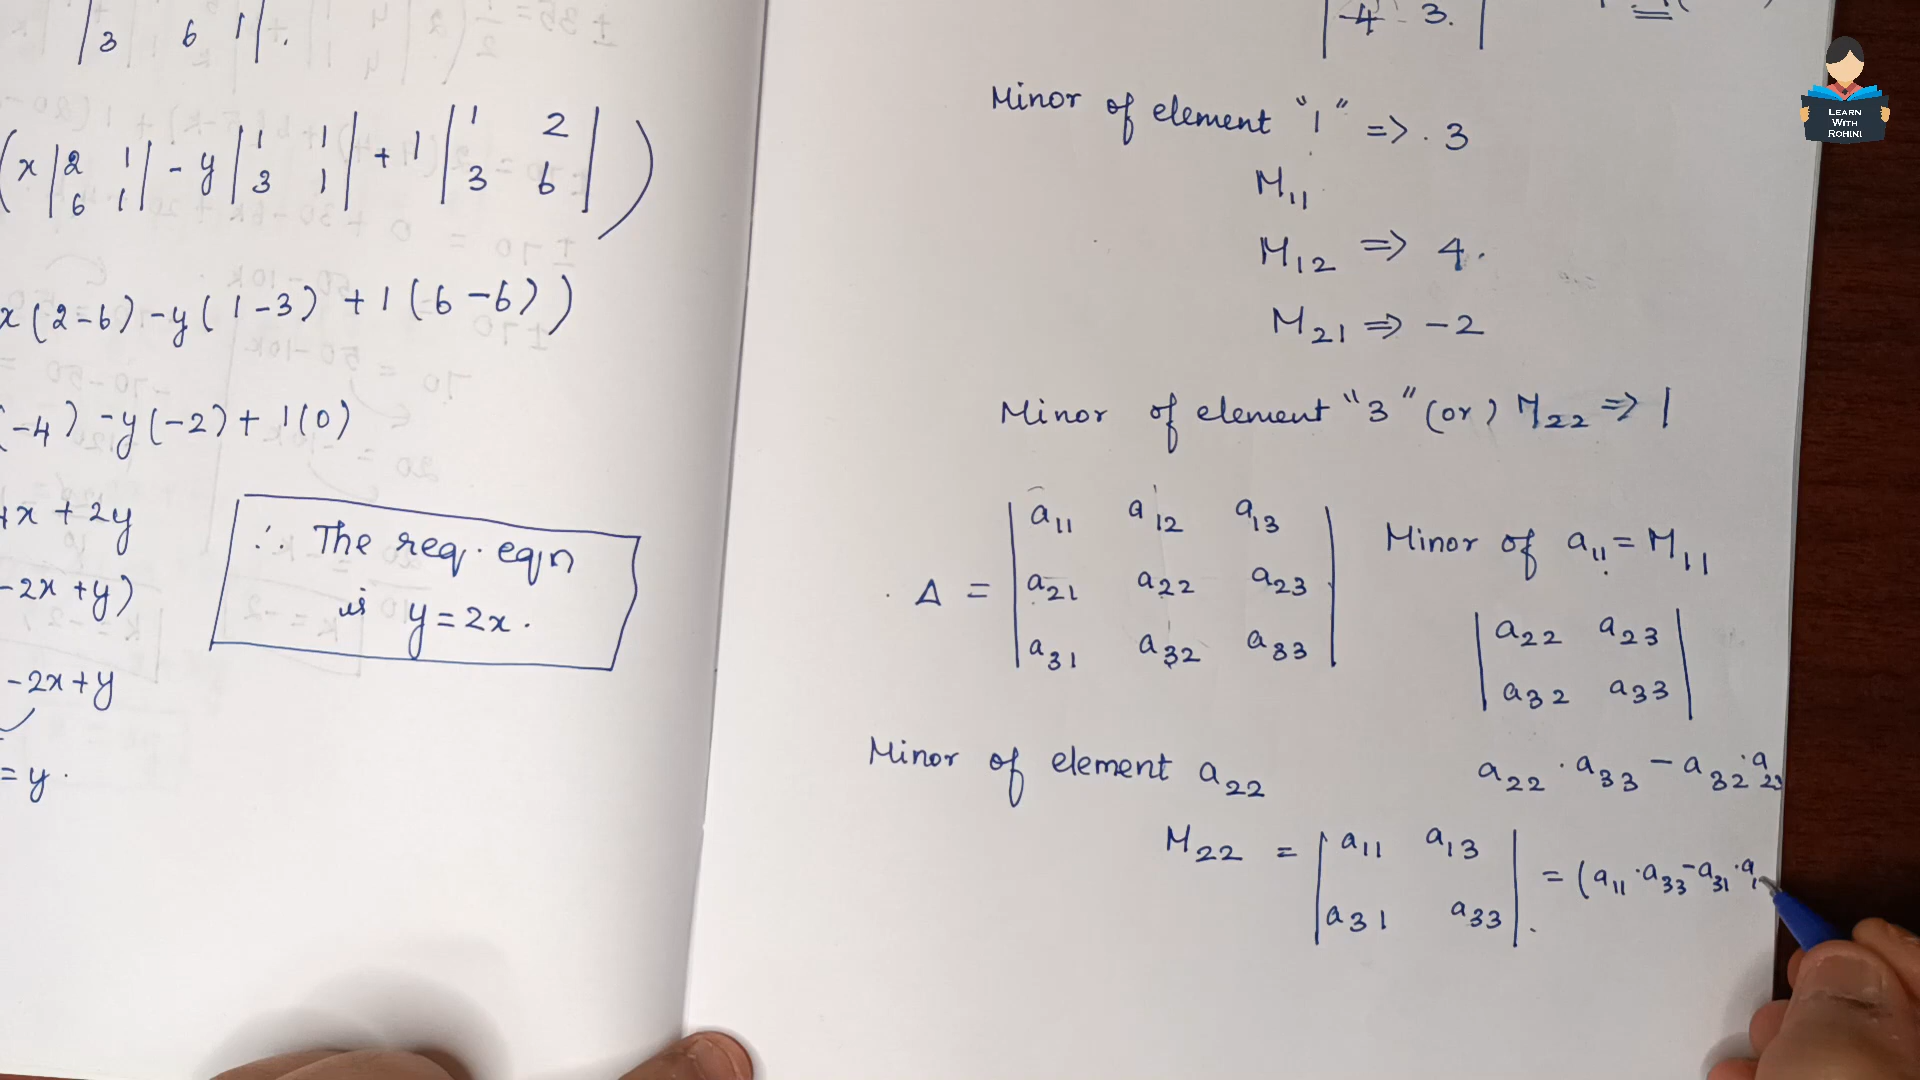 3 6 1 .
( x | 2 1 | - y | 1 1 | + 1 | 1 2 | )
6 1 3 1 3 6
x (2-6) - y ( 1-3) + 1 ( 6-6) )
-4 ) - y (-2) + 1(0)
x + 2y
-2x + y )
-2x + y
= y .
∴ The req. eqn
is y = 2x .
-4 3 .
Minor of element "1" => . 3
M11
M12 => 4 .
M21 => -2
Minor of element "3" (or) M22 => 1
a11 a12 a13
Δ = a21 a22 a23
a31 a32 a33
Minor of a11 = M11
a22 a23
a32 a33
a22 . a33 - a32 . a23
Minor of element a22
M22 = | a11 a13 | = ( a11 . a33 - a31 . a1
a31 a33 .
LEARN
WITH
ROHINI